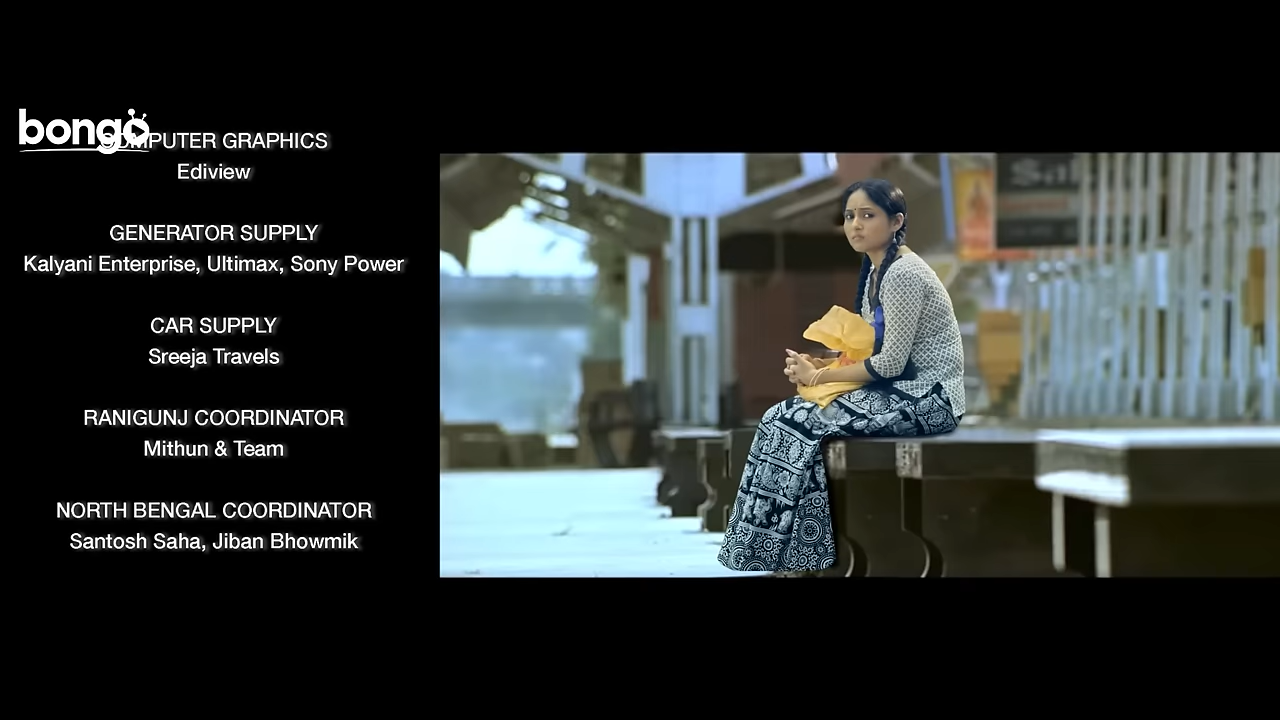 bongo
COMPUTER GRAPHICS
Ediview
GENERATOR SUPPLY
Kalyani Enterprise, Ultimax, Sony Power
CAR SUPPLY
Sreeja Travels
RANIGUNJ COORDINATOR
Mithun & Team
NORTH BENGAL COORDINATOR
Santosh Saha, Jiban Bhowmik